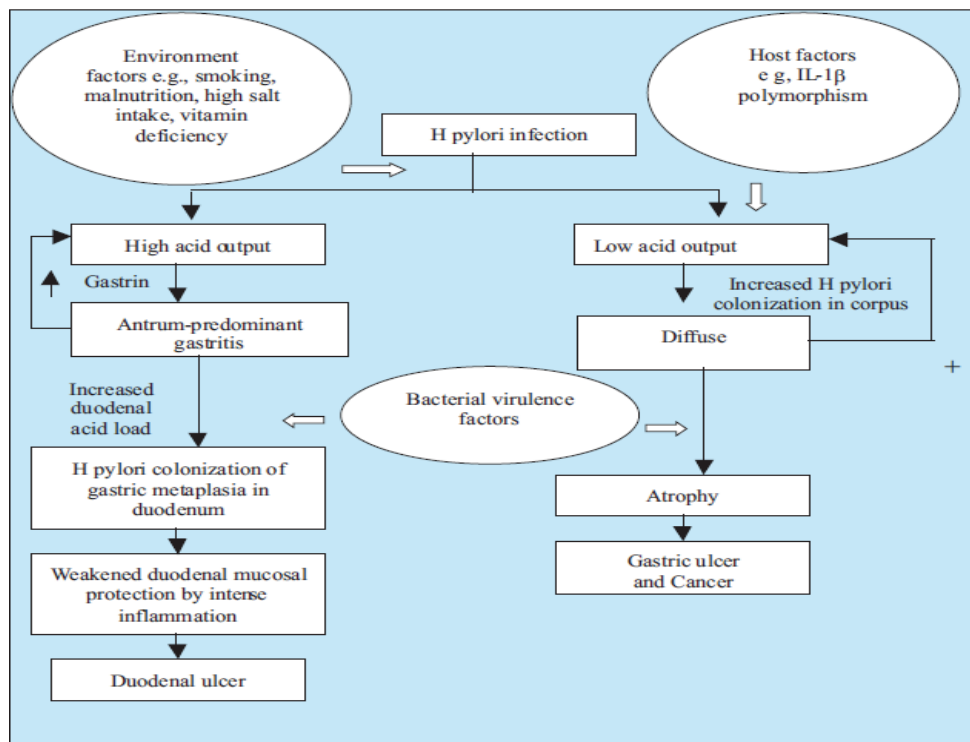 Environment
factors e.g., smoking,
malnutrition, high salt
intake, vitamin
deficiency
Host factors
e g, IL-1β
polymorphism
H pylori infection
High acid output
Low acid output
Gastrin
Increased H pylori
colonization in corpus
Antrum-predominant
gastritis
Diffuse
+
Increased
duodenal
acid load
Bacterial virulence
factors
H pylori colonization of
gastric metaplasia in
duodenum
Atrophy
Weakened duodenal mucosal
protection by intense
inflammation
Gastric ulcer
and Cancer
Duodenal ulcer